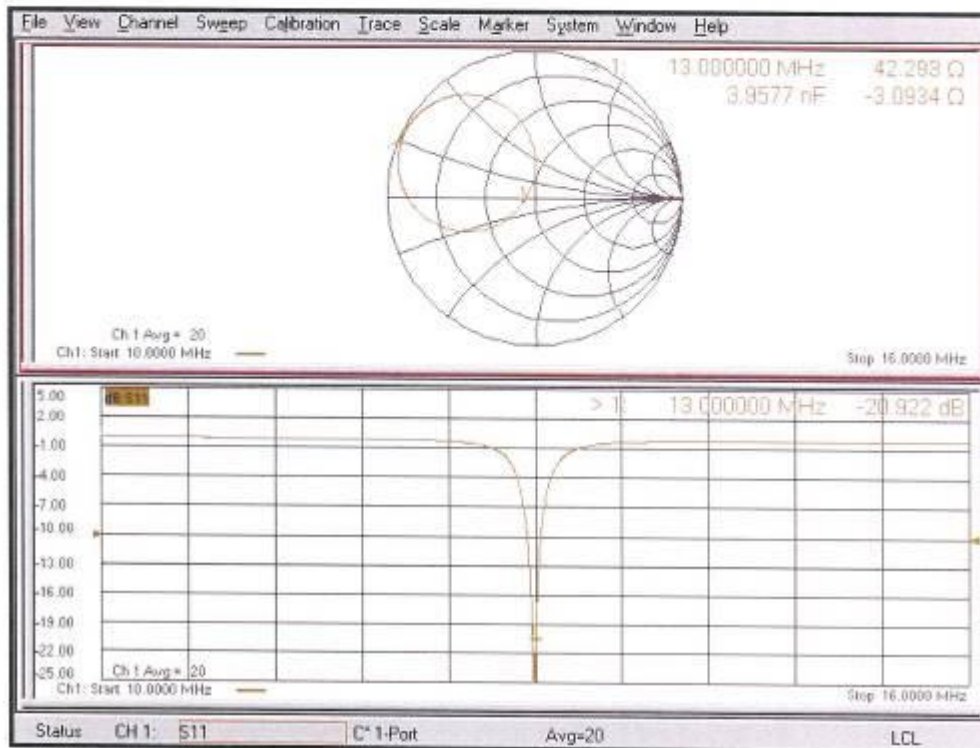 File View Channel Sweep Calibration Trace Scale Marker System Window Help
> 1: 13.000000 MHz 42.293 Ω
3.9577 nF -3.0934 Ω
Ch 1 Avg = 20
Ch1: Start 10.0000 MHz
Stop 16.0000 MHz
5.00
dB S11
> 1: 13.000000 MHz -20.922 dB
2.00
-1.00
-4.00
-7.00
-10.00
-13.00
-16.00
-19.00
-22.00
-25.00
Ch 1 Avg = 20
Ch1: Start 10.0000 MHz
Stop 16.0000 MHz
Status CH 1: S11 C* 1-Port Avg=20 LCL